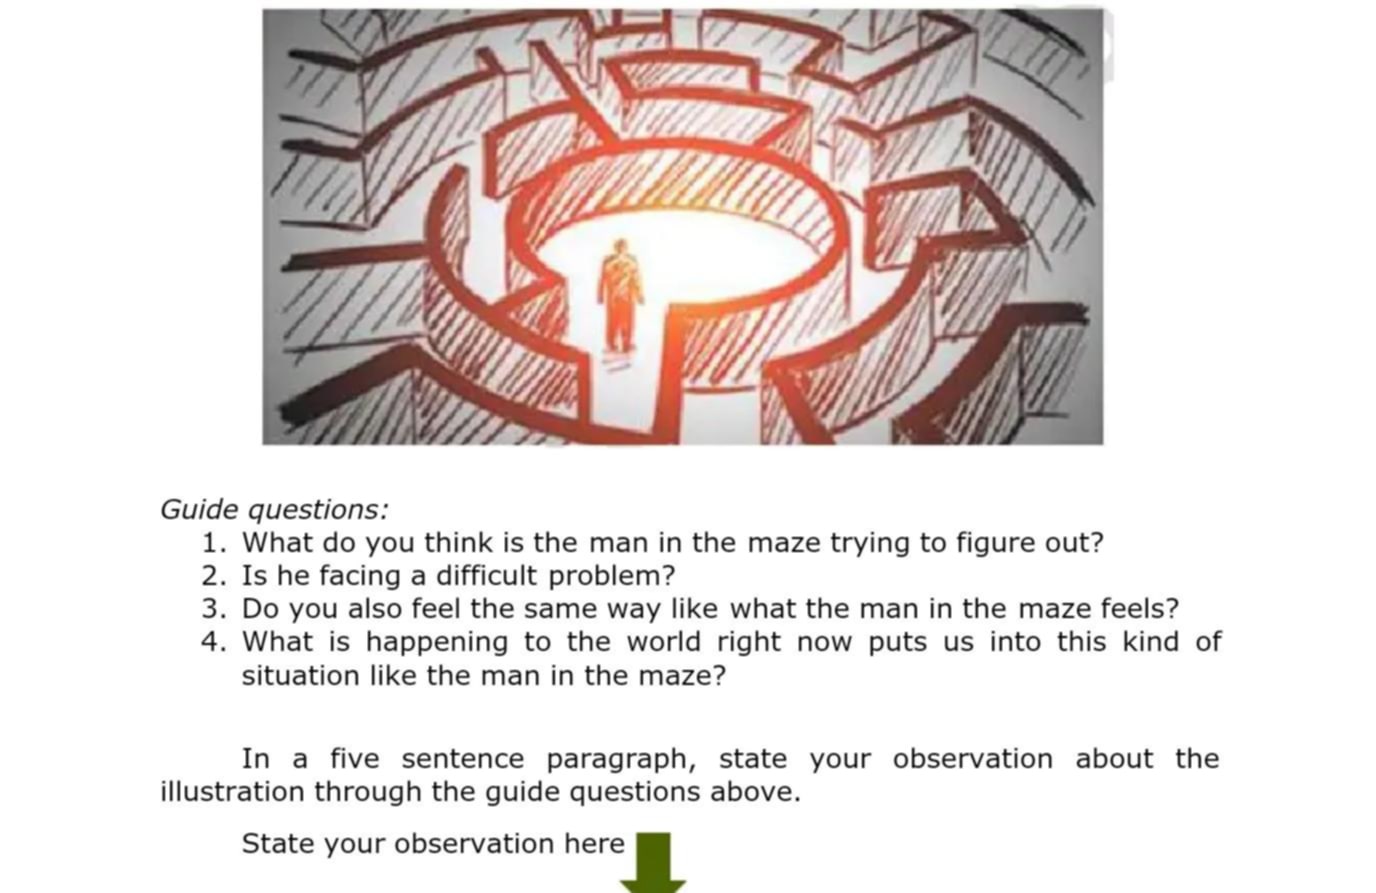 Guide questions:
1. What do you think is the man in the maze trying to figure out?
2. Is he facing a difficult problem?
3. Do you also feel the same way like what the man in the maze feels?
4. What is happening to the world right now puts us into this kind of
situation like the man in the maze?
In a five sentence paragraph, state your observation about the
illustration through the guide questions above.
State your observation here